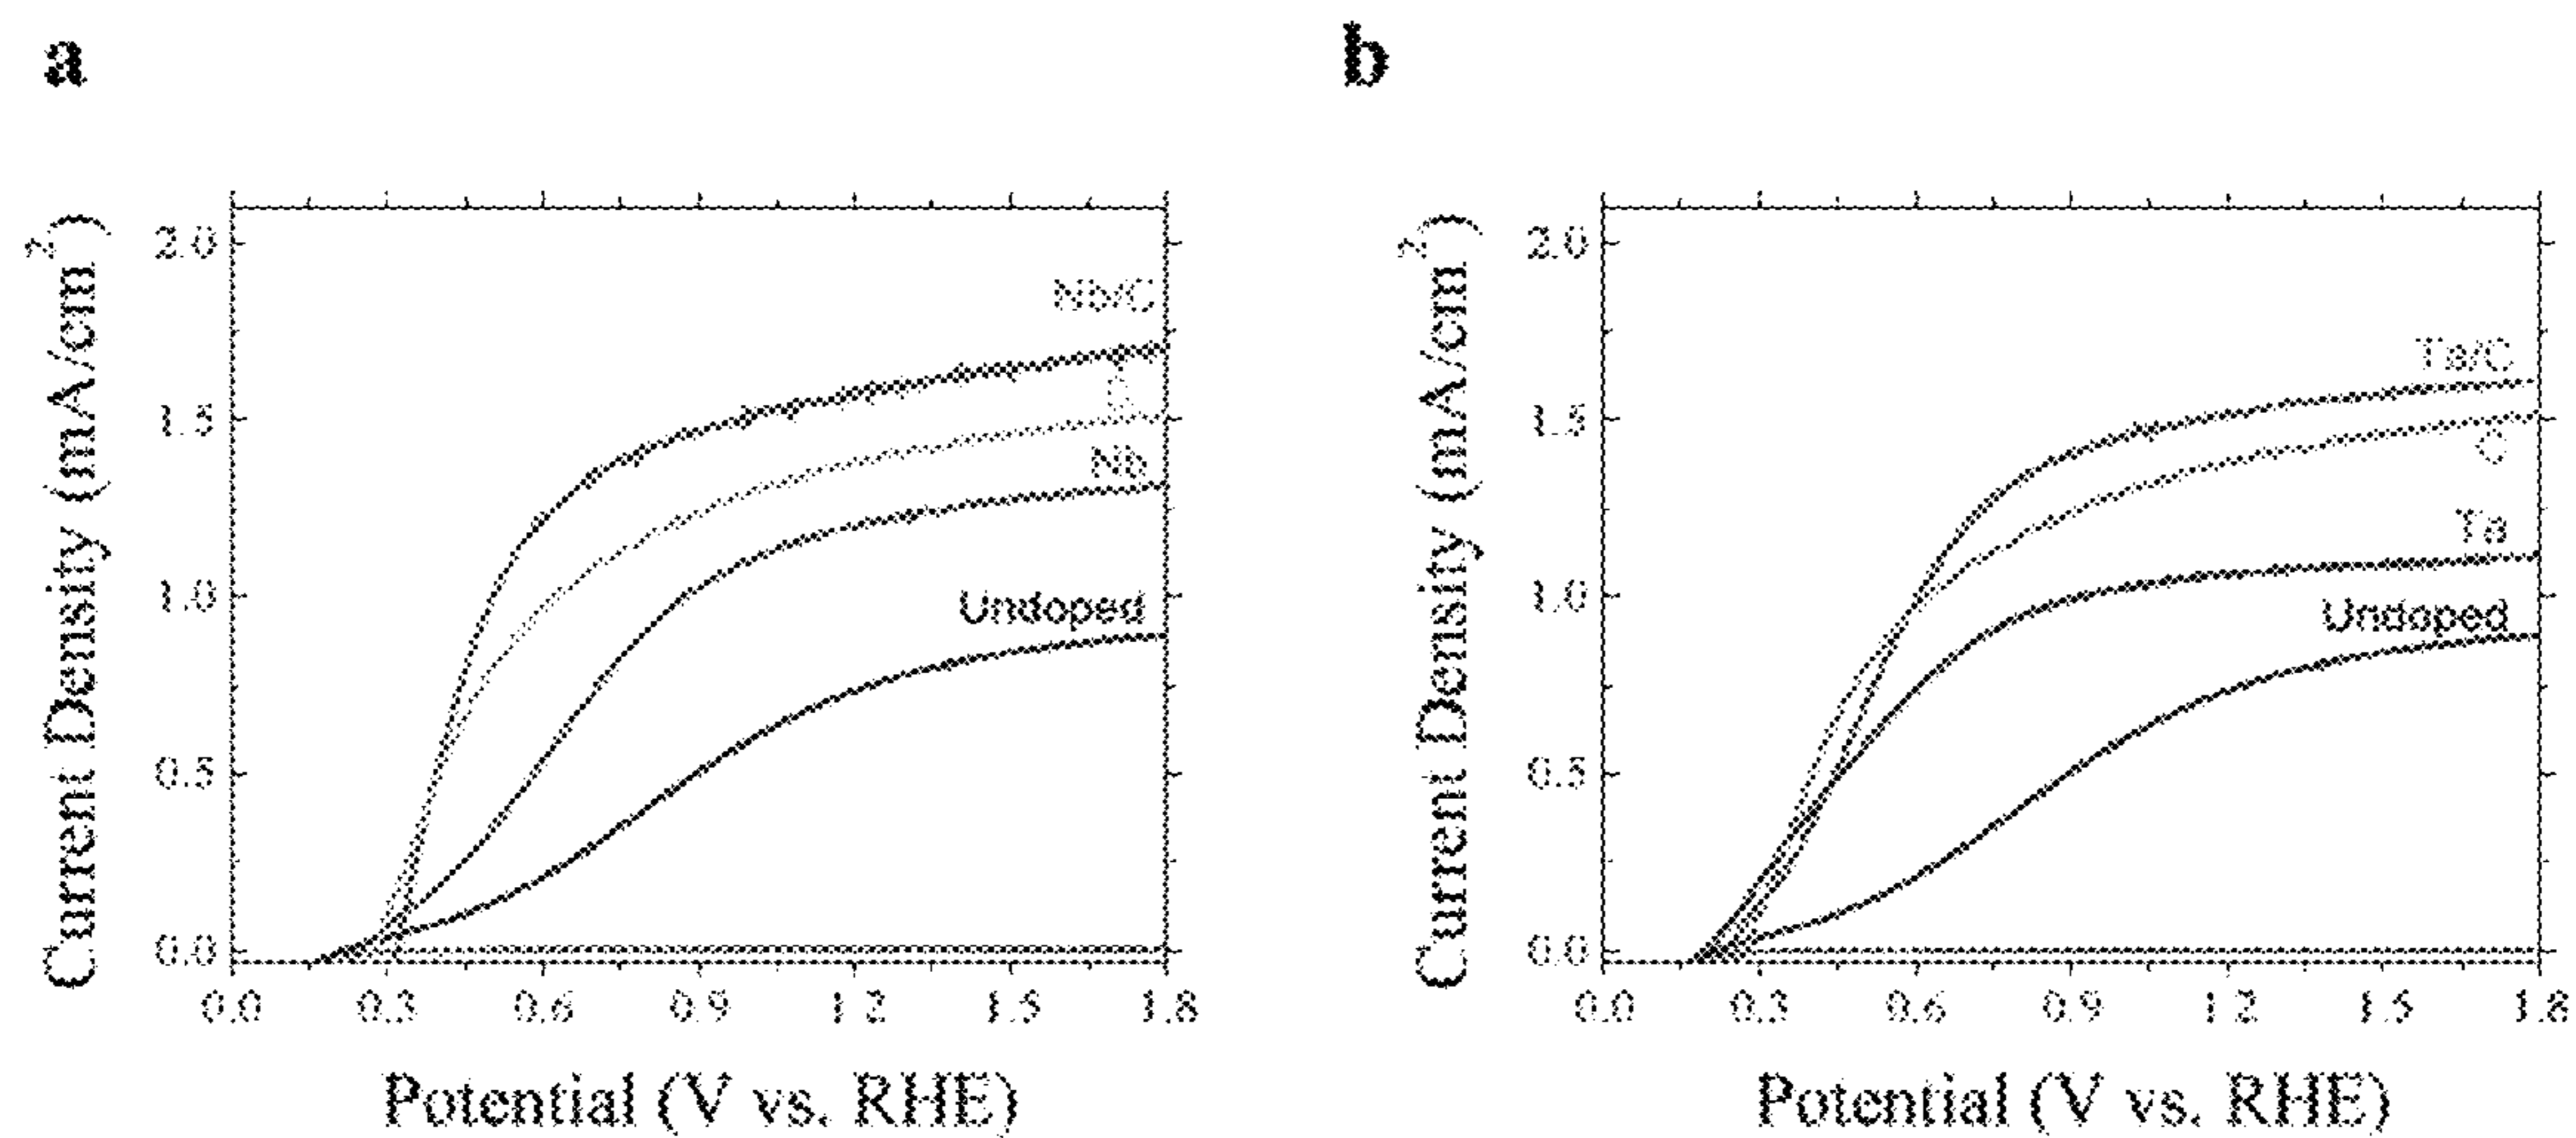 a
b
Current Density (mA/cm²)
2.0
1.5
1.0
0.5
0.0
Nb/C
Nb
Undoped
0.0 0.3 0.6 0.9 1.2 1.5 1.8
Potential (V vs. RHE)
Current Density (mA/cm²)
2.0
1.5
1.0
0.5
0.0
Ta/C
C
Ta
Undoped
0.0 0.3 0.6 0.9 1.2 1.5 1.8
Potential (V vs. RHE)